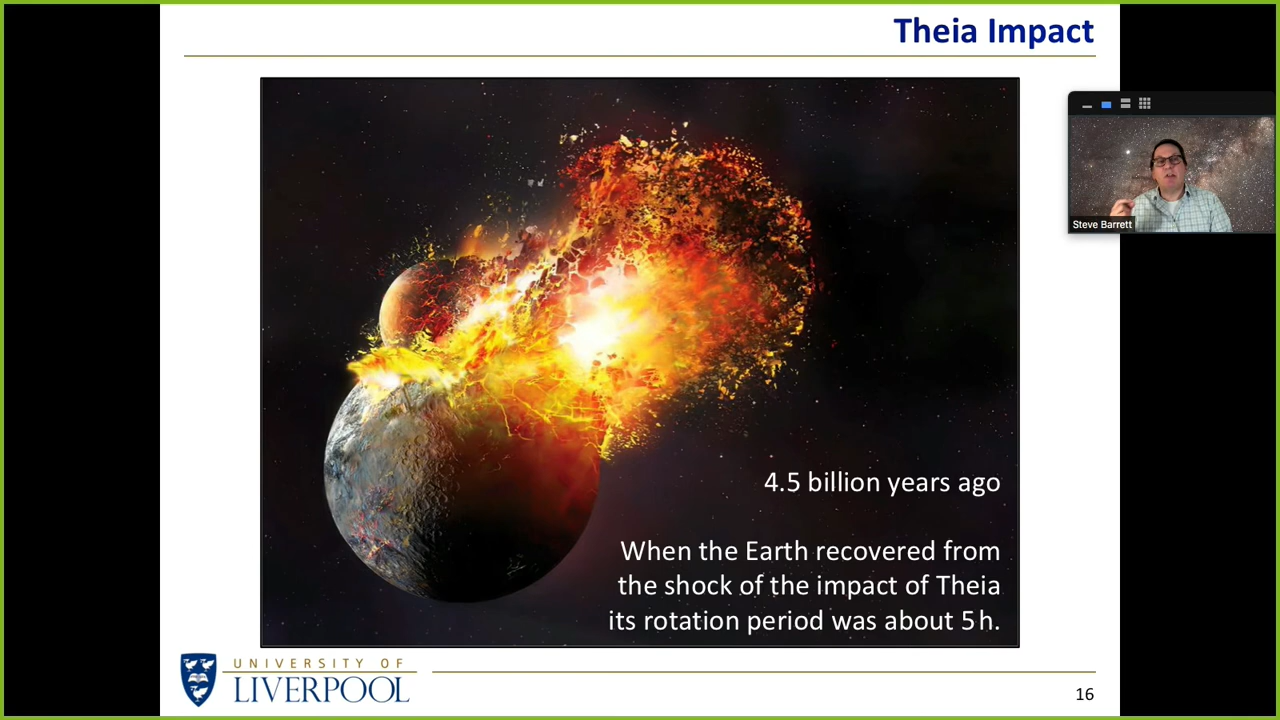 Theia Impact
Steve Barrett
4.5 billion years ago
When the Earth recovered from
the shock of the impact of Theia
its rotation period was about 5 h.
UNIVERSITY OF
LIVERPOOL
16